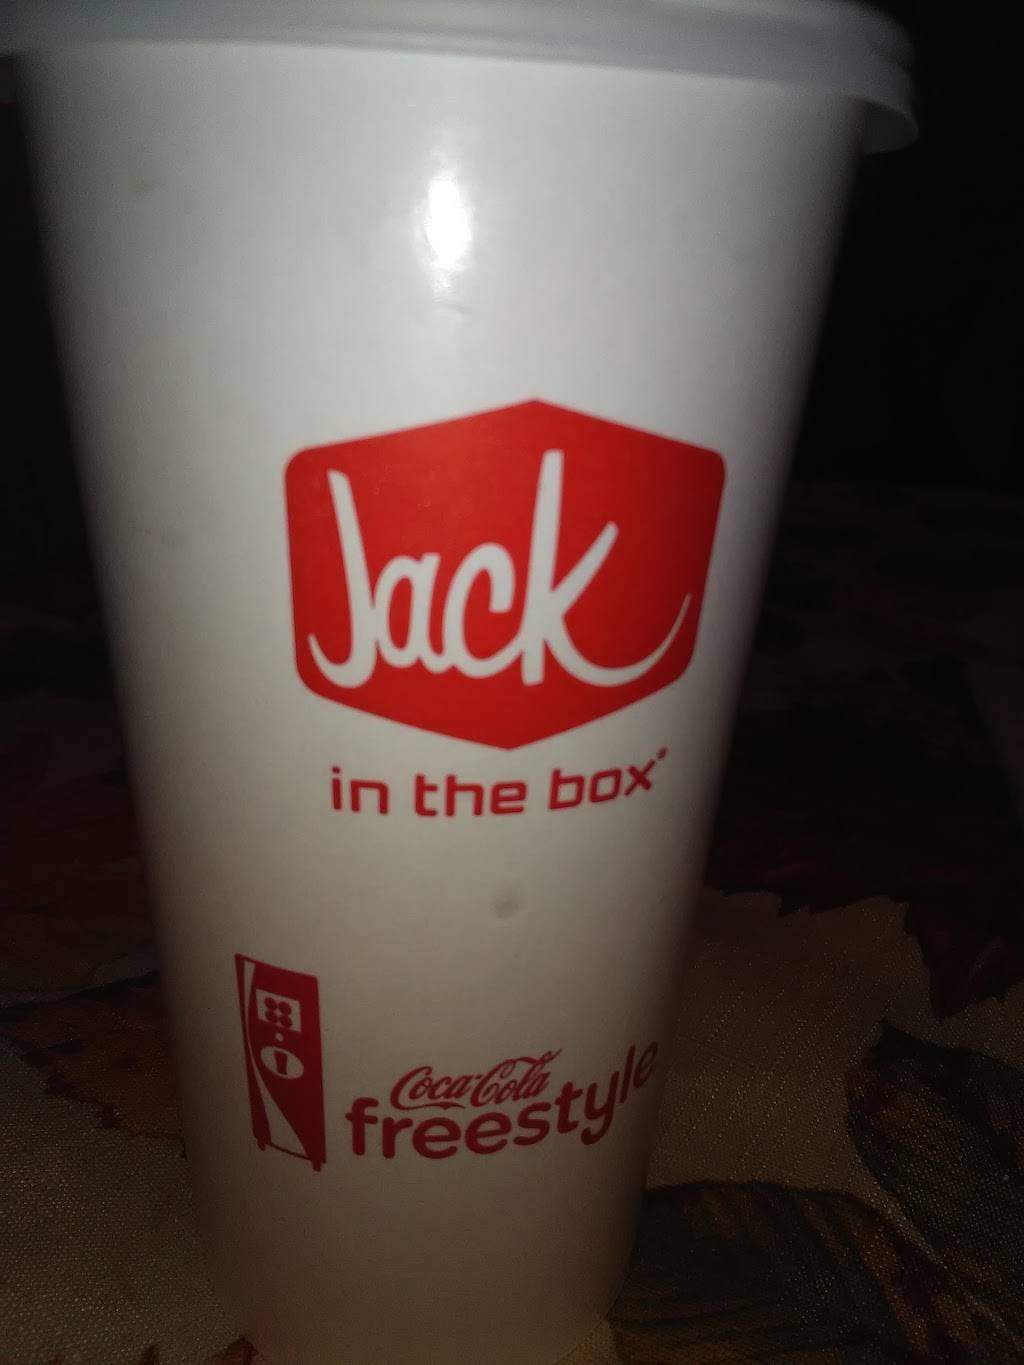 Jack
in the box®
Coca-Cola
freestyle